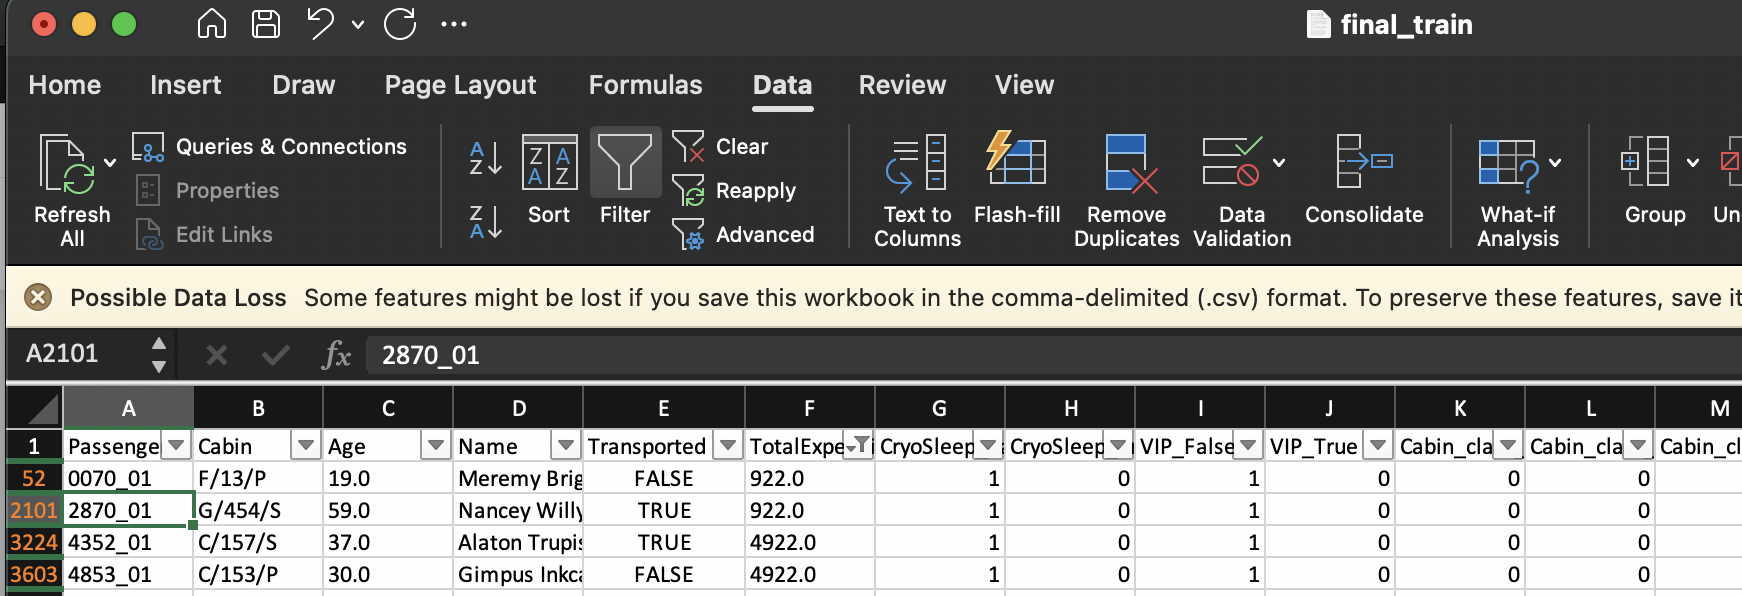 final_train
Home Insert Draw Page Layout Formulas Data Review View
Refresh All
Queries & Connections
Properties
Edit Links
Sort
Filter
Clear
Reapply
Advanced
Text to Columns
Flash-fill
Remove Duplicates
Data Validation
Consolidate
What-if Analysis
Group
Un
Possible Data Loss Some features might be lost if you save this workbook in the comma-delimited (.csv) format. To preserve these features, save it
A2101 fx 2870_01
A B C D E F G H I J K L M
1 Passenge Cabin Age Name Transported TotalExpe CryoSleep CryoSleep VIP_False VIP_True Cabin_cla Cabin_cla Cabin_cl
52 0070_01 F/13/P 19.0 Meremy Brig FALSE 922.0 1 0 1 0 0 0
2101 2870_01 G/454/S 59.0 Nancey Willy TRUE 922.0 1 0 1 0 0 0
3224 4352_01 C/157/S 37.0 Alaton Trupis TRUE 4922.0 1 0 1 0 0 0
3603 4853_01 C/153/P 30.0 Gimpus Inkca FALSE 4922.0 1 0 1 0 0 0